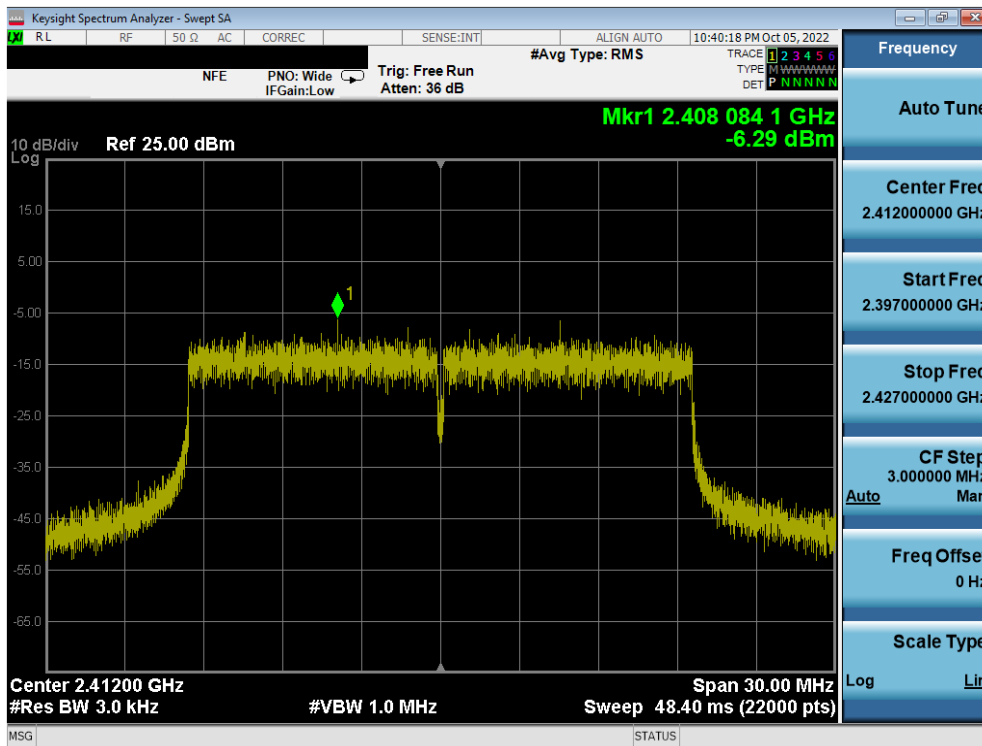 Keysight Spectrum Analyzer - Swept SA
LXI RL RF 50 Ω AC CORREC SENSE:INT ALIGN AUTO 10:40:18 PM Oct 05, 2022
#Avg Type: RMS
TRACE 1 2 3 4 5 6
TYPE M W W W W W
DET P N N N N N
NFE PNO: Wide Trig: Free Run
IFGain:Low Atten: 36 dB
Mkr1 2.408 084 1 GHz
-6.29 dBm
10 dB/div Ref 25.00 dBm
Log
1
15.0
5.00
-5.00
-15.0
-25.0
-35.0
-45.0
-55.0
-65.0
Center 2.41200 GHz Span 30.00 MHz
#Res BW 3.0 kHz #VBW 1.0 MHz Sweep 48.40 ms (22000 pts)
MSG STATUS
Frequency
Auto Tune
Center Freq
2.412000000 GHz
Start Freq
2.397000000 GHz
Stop Freq
2.427000000 GHz
CF Step
3.000000 MHz
Auto Man
Freq Offset
0 Hz
Scale Type
Log Lin